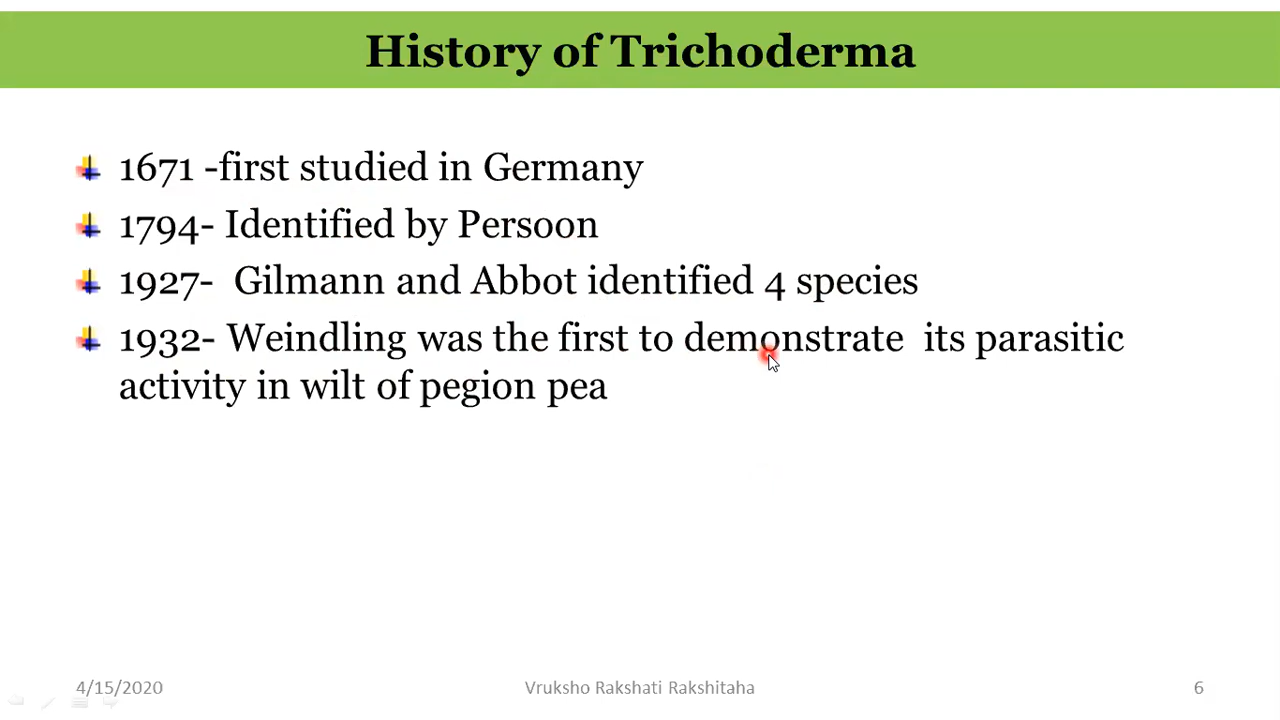 History of Trichoderma
1671 -first studied in Germany
1794- Identified by Persoon
1927-  Gilmann and Abbot identified 4 species
1932- Weindling was the first to demonstrate  its parasitic
activity in wilt of pegion pea
4/15/2020
Vruksho Rakshati Rakshitaha
6